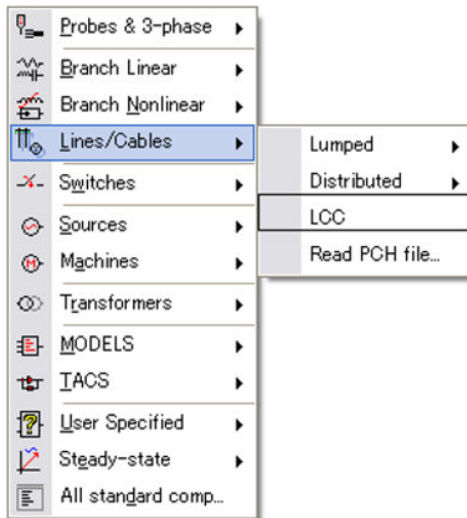 Probes & 3-phase
Branch Linear
Branch Nonlinear
Lines/Cables
Switches
Sources
Machines
Transformers
MODELS
TACS
User Specified
Steady-state
All standard comp...
Lumped
Distributed
LCC
Read PCH file...